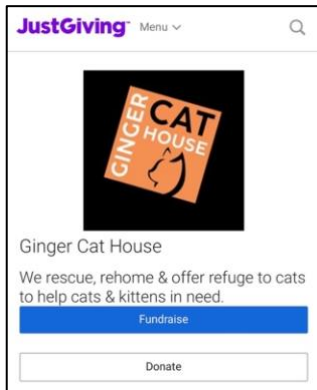 JustGiving™ Menu
GINGER
CAT
HOUSE
Ginger Cat House
We rescue, rehome & offer refuge to cats
to help cats & kittens in need.
Fundraise
Donate